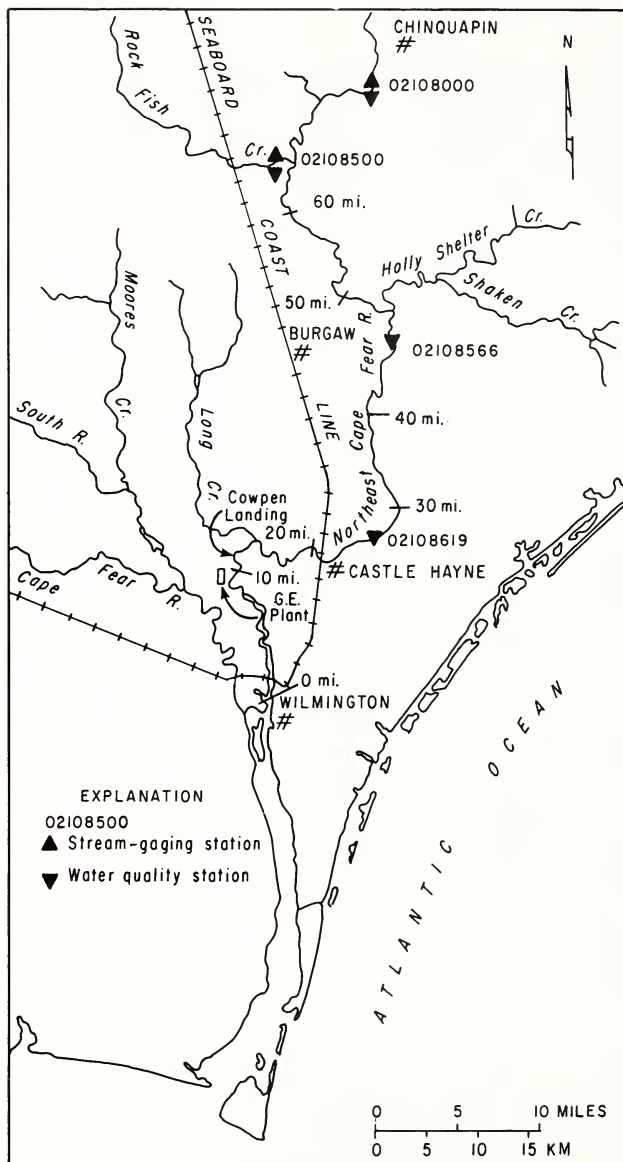 CHINQUAPIN
#
N
SEABOARD
COAST
LINE
Rock
Fish
Cr.
02108000
02108500
60 mi.
Holly Shelter Cr.
Shaken Cr.
Moores
Cr.
50 mi.
BURGAW
#
02108566
South R.
Long
Cr.
Northeast Cape Fear R.
40 mi.
30 mi.
Cowpen
Landing
20 mi.
02108619
# CASTLE HAYNE
10 mi.
G.E.
Plant
Cape Fear R.
0 mi.
WILMINGTON
#
ATLANTIC OCEAN
EXPLANATION
02108500
Stream-gaging station
Water quality station
0 5 10 MILES
0 5 10 15 KM